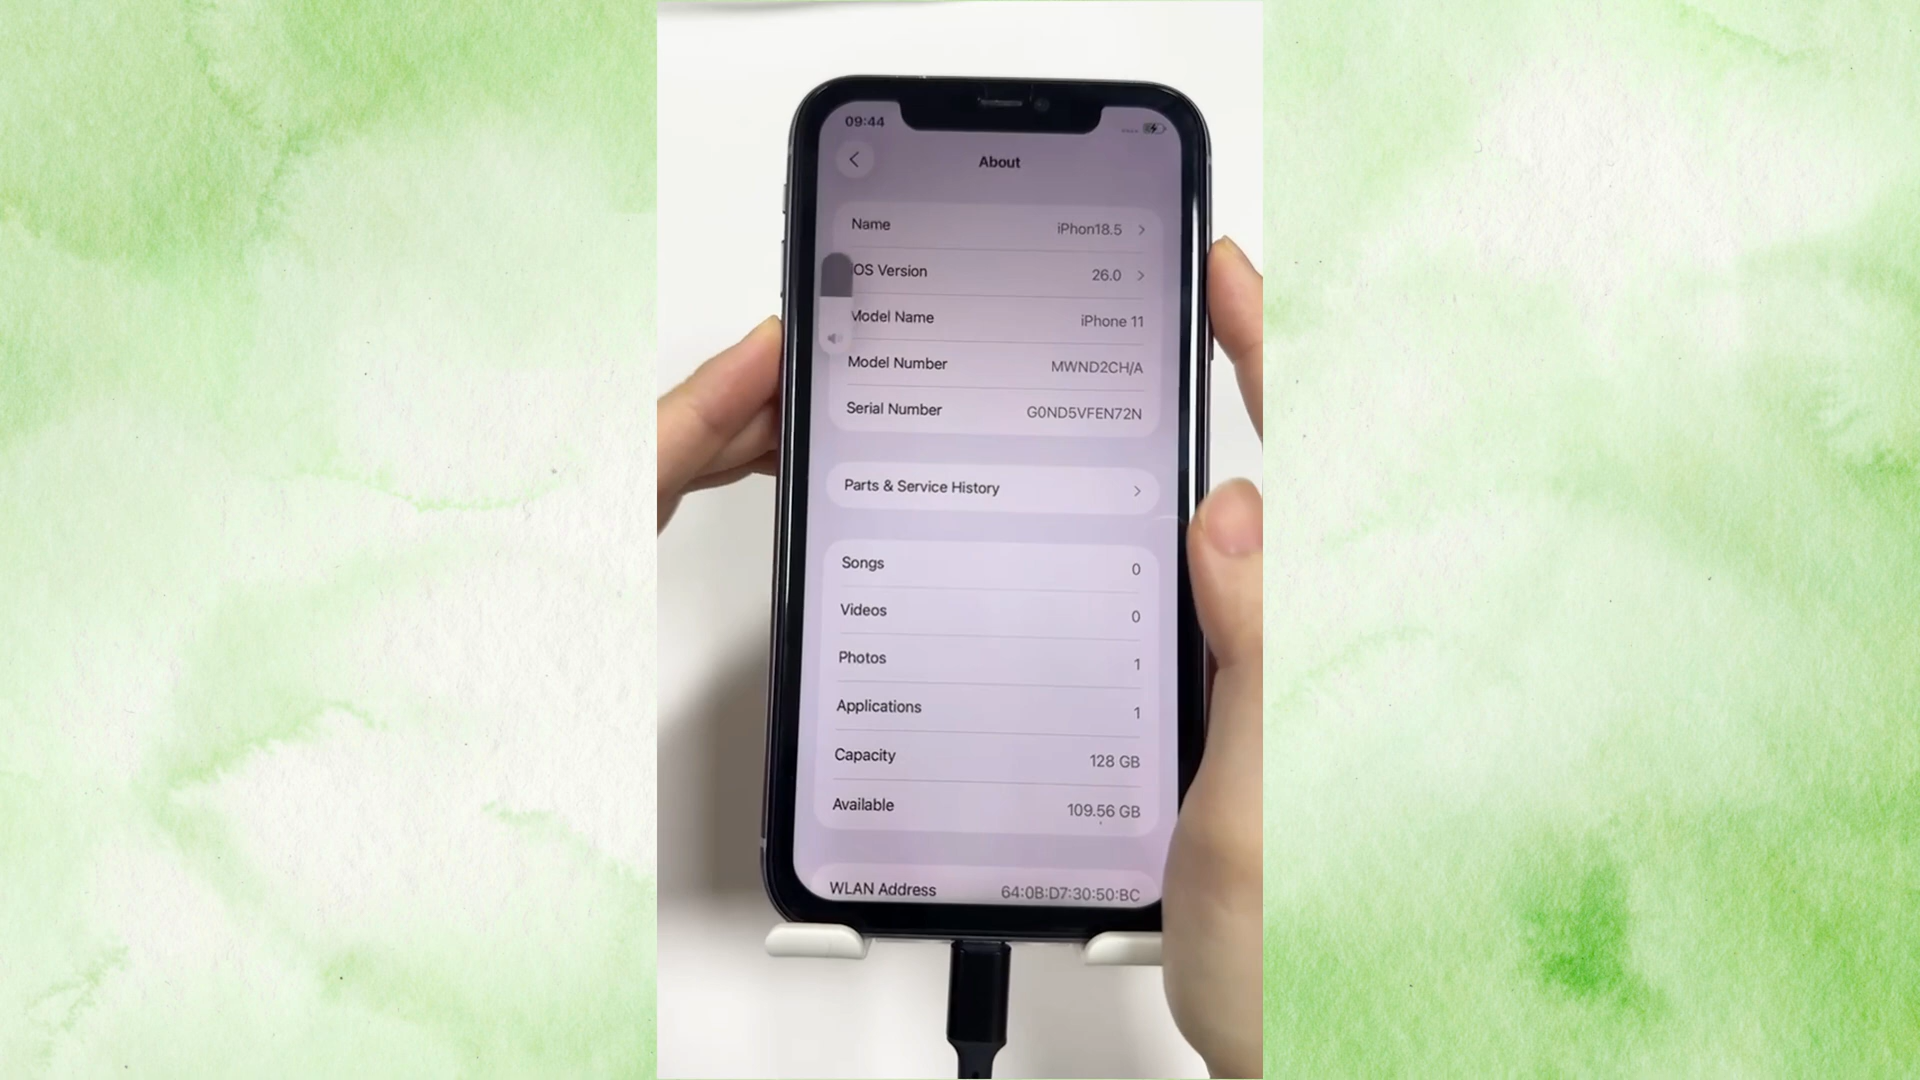 09:44
About
Name iPhon18.5
iOS Version 26.0
Model Name iPhone 11
Model Number MWND2CH/A
Serial Number G0ND5VFEN72N
Parts & Service History
Songs 0
Videos 0
Photos 1
Applications 1
Capacity 128 GB
Available 109.56 GB
WLAN Address 64:0B:D7:30:50:BC